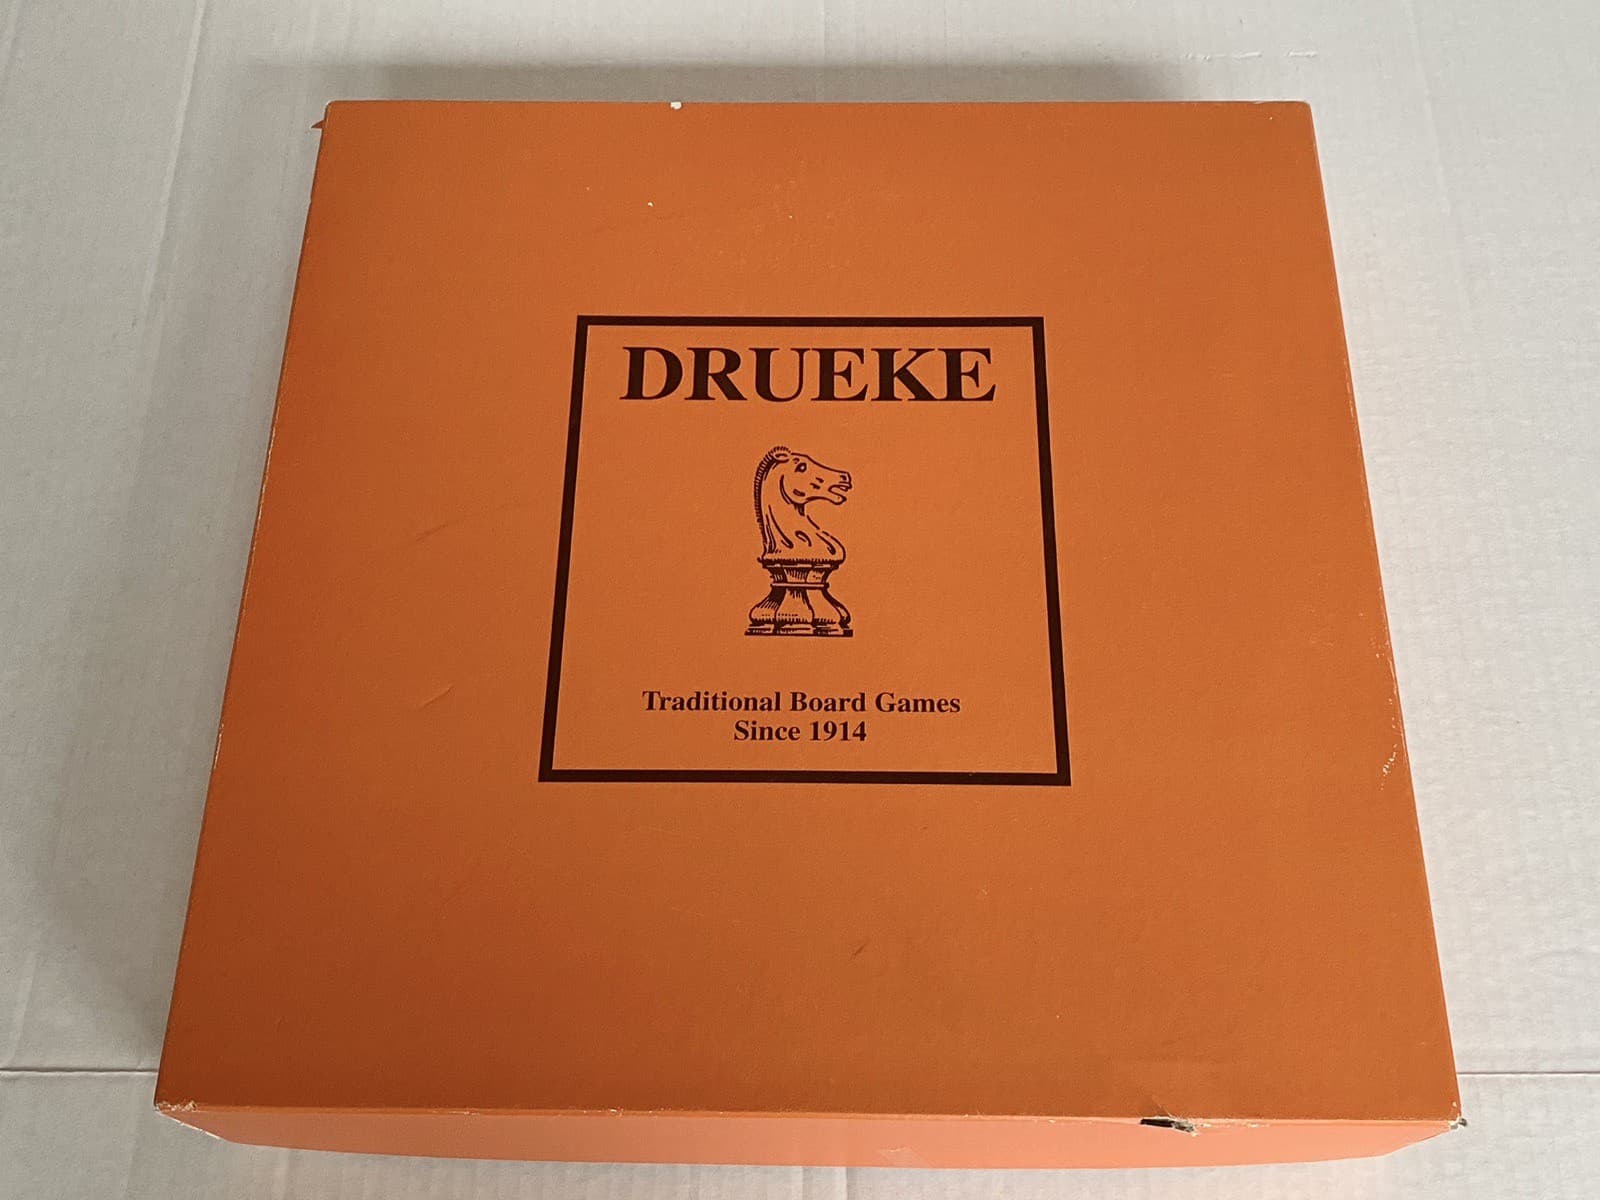 DRUEKE
Traditional Board Games
Since 1914